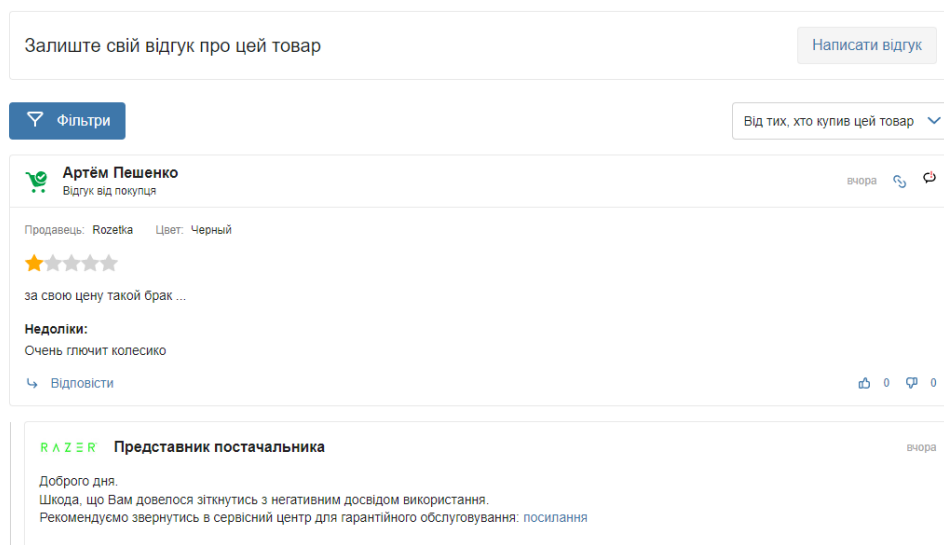 Залиште свій відгук про цей товар
Написати відгук
Фільтри
Від тих, хто купив цей товар
Артём Пешенко
Відгук від покупця
вчора
Продавець: Rozetka Цвет: Черный
за свою цену такой брак ...
Недоліки:
Очень глючит колесико
Відповісти
0 0
RAZER Представник постачальника
вчора
Доброго дня.
Шкода, що Вам довелося зіткнутись з негативним досвідом використання.
Рекомендуємо звернутись в сервісний центр для гарантійного обслуговування: посилання